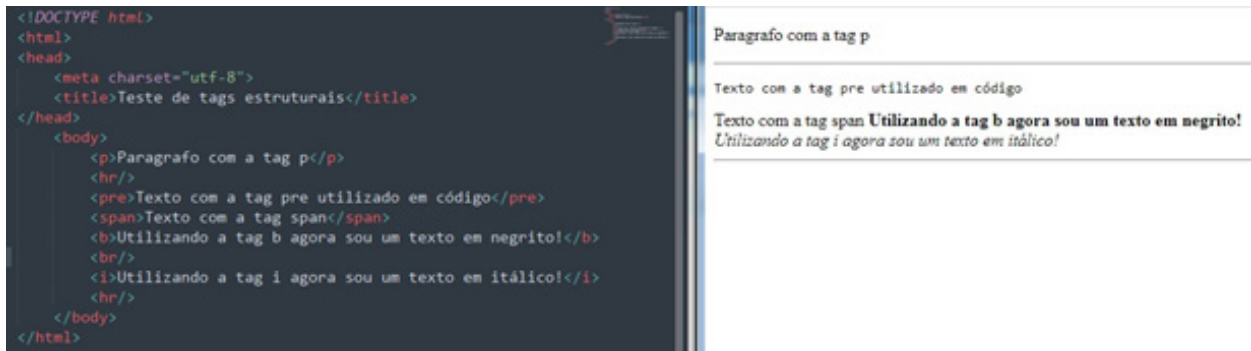 <!DOCTYPE html>
<html>
<head>
<meta charset="utf-8">
<title>Teste de tags estruturais</title>
</head>
<body>
<p>Paragrafo com a tag p</p>
<hr/>
<pre>Texto com a tag pre utilizado em código</pre>
<span>Texto com a tag span</span>
<b>Utilizando a tag b agora sou um texto em negrito!</b>
<br/>
<i>Utilizando a tag i agora sou um texto em itálico!</i>
<hr/>
</body>
</html>
Paragrafo com a tag p
Texto com a tag pre utilizado em código
Texto com a tag span Utilizando a tag b agora sou um texto em negrito!
Utilizando a tag i agora sou um texto em itálico!